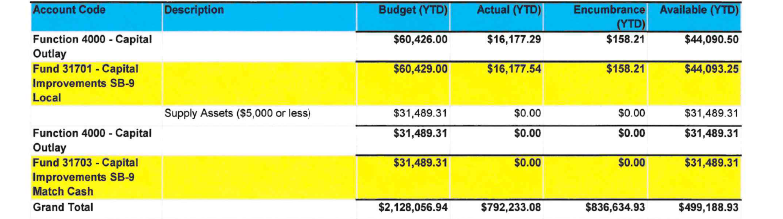 Account Code Description Budget (YTD) Actual (YTD) Encumbrance (YTD) Available (YTD)
Function 4000 - Capital Outlay $60,426.00 $16,177.29 $158.21 $44,090.50
Fund 31701 - Capital Improvements SB-9 Local $60,429.00 $16,177.54 $158.21 $44,093.25
Supply Assets ($5,000 or less) $31,489.31 $0.00 $0.00 $31,489.31
Function 4000 - Capital Outlay $31,489.31 $0.00 $0.00 $31,489.31
Fund 31703 - Capital Improvements SB-9 Match Cash $31,489.31 $0.00 $0.00 $31,489.31
Grand Total $2,128,056.94 $792,233.08 $836,634.93 $499,188.93